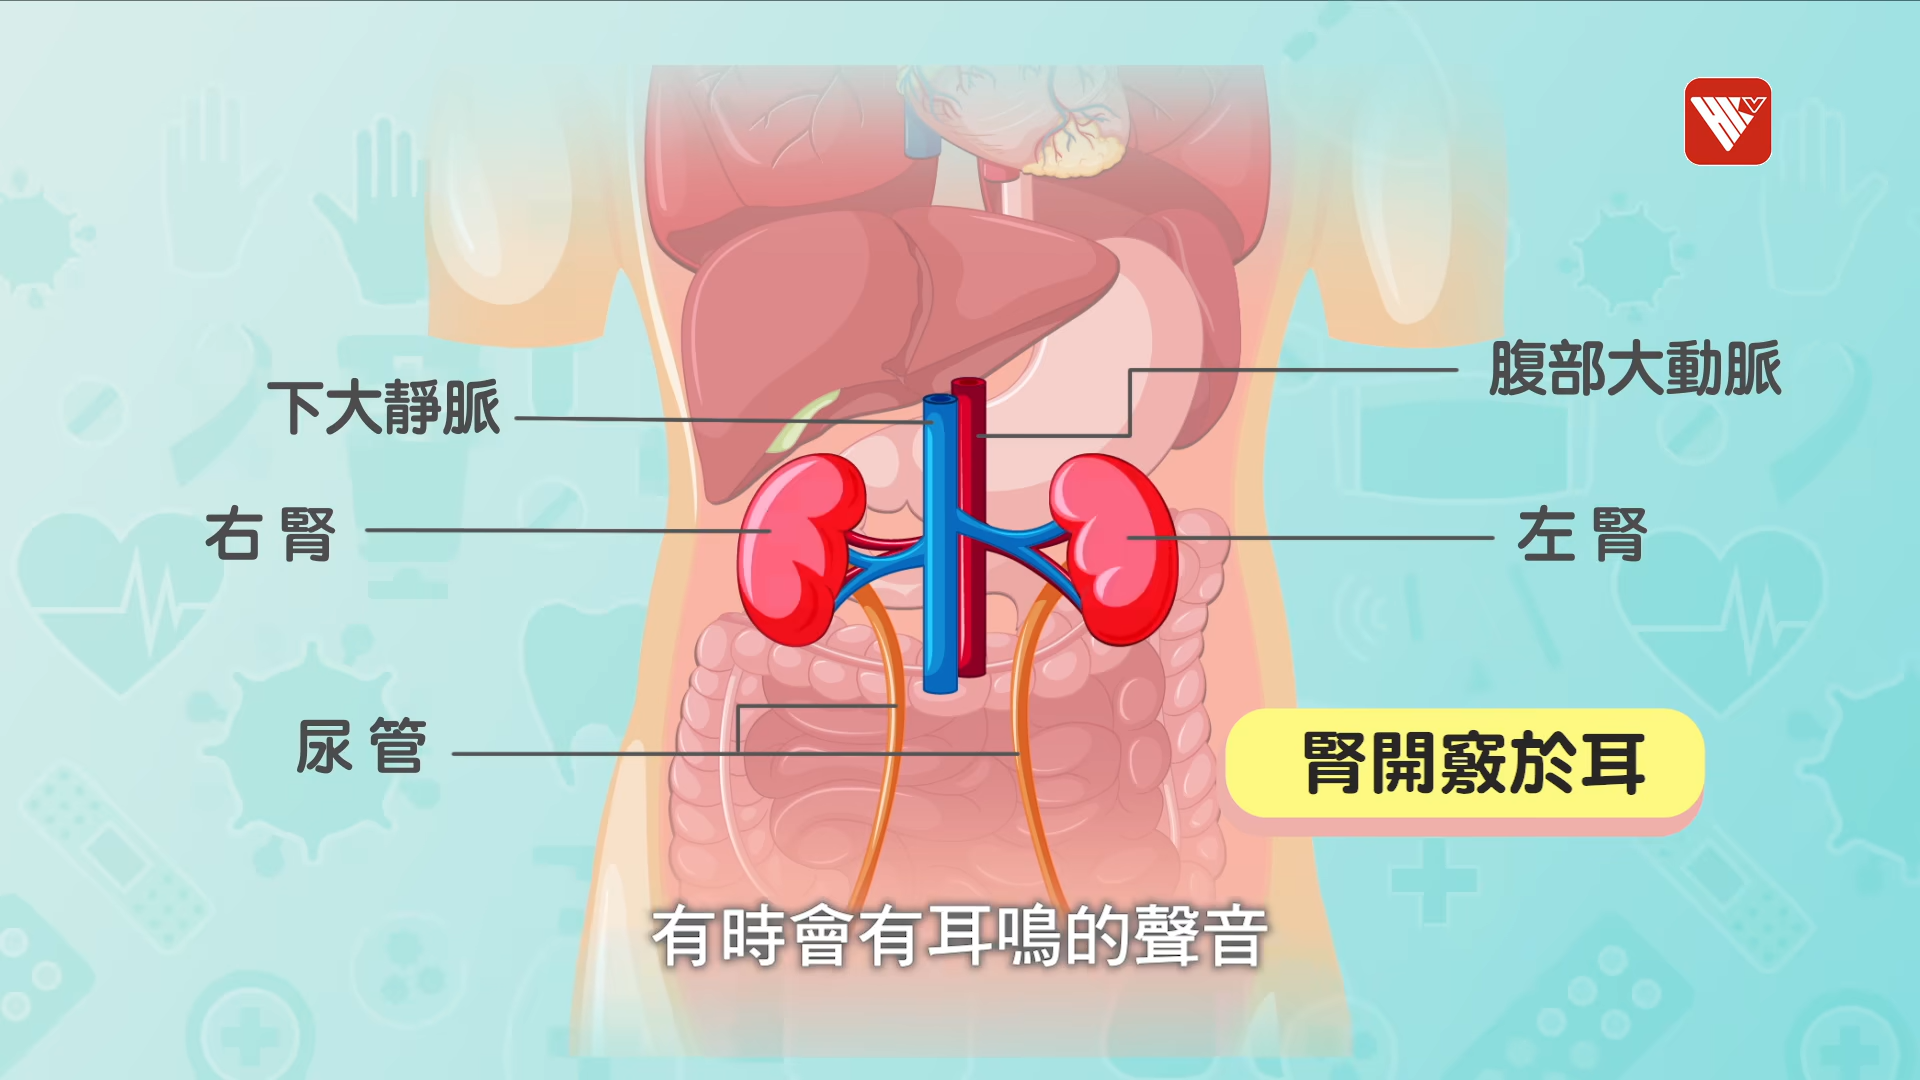 腹部大動脈
下大靜脈
右腎
左腎
尿管
腎開竅於耳
有時會有耳鳴的聲音